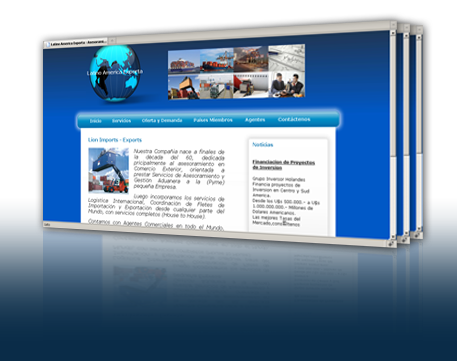 Latino America Exporta - Asesoramie...
Latino America Exporta
Inicio Servicios Oferta y Demanda Países Miembros Agentes Contáctenos
Lion Imports - Exports
Nuestra Compañía nace a finales de
la década del 60, dedicada
pricipalmente al asesoramiento en
Comercio Exterior, orientada a
prestar Servicios de Asesoramiento y
Gestión Aduanera a la (Pyme)
pequeña Empresa.
Luego incorporamos los servicios de
Logística Internacional, Coordinación de Fletes de
Importación y Exportación desde cualquier parte del
Mundo, con servicios completos (House to House).
Contamos con Agentes Comerciales en todo el Mundo,
Noticias
Financiacion de Proyectos
de Inversion
Grupo Inversor Holandes
Financia proyectos de
Inversion en Centro y Sud
America.
Desde los U$s 500.000.- a U$s
1.000.000.000.- Millones de
Dolares Americanos.
Las mejores Tasas del
Mercado,